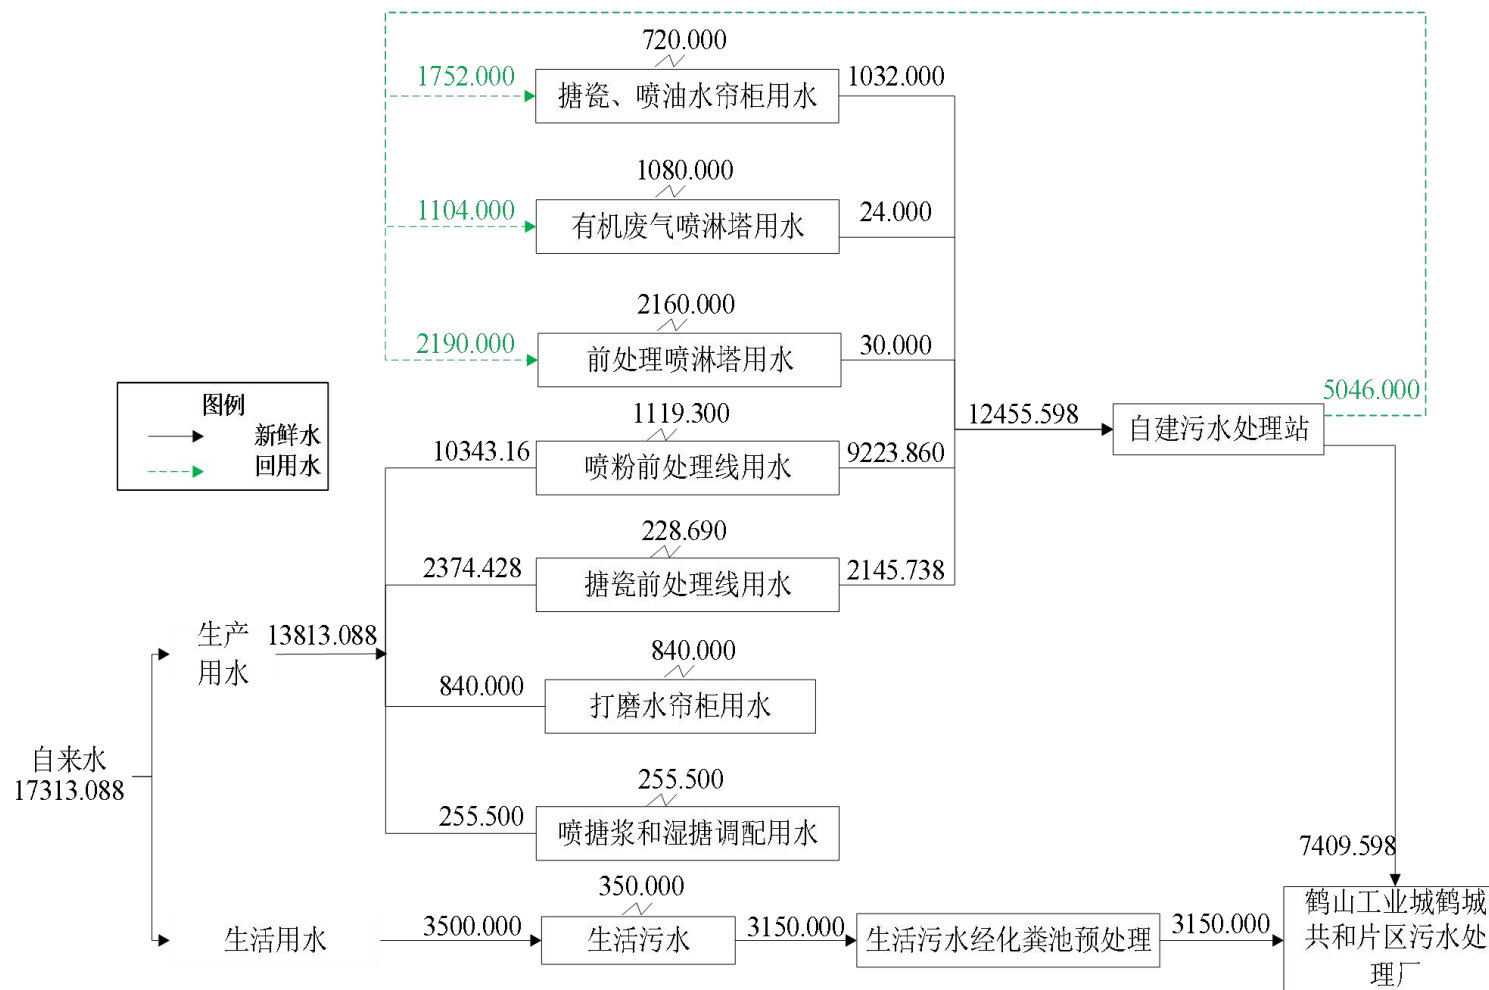 720.000
1752.000
搪瓷、喷油水帘柜用水
1032.000
1080.000
1104.000
有机废气喷淋塔用水
24.000
2160.000
2190.000
前处理喷淋塔用水
30.000
5046.000
图例
新鲜水
回用水
1119.300
10343.16
喷粉前处理线用水
9223.860
12455.598
自建污水处理站
228.690
2374.428
搪瓷前处理线用水
2145.738
生产
用水
13813.088
840.000
840.000
打磨水帘柜用水
自来水
17313.088
255.500
255.500
喷搪浆和湿搪调配用水
7409.598
生活用水
3500.000
350.000
生活污水
3150.000
生活污水经化粪池预处理
3150.000
鹤山工业城鹤城
共和片区污水处
理厂